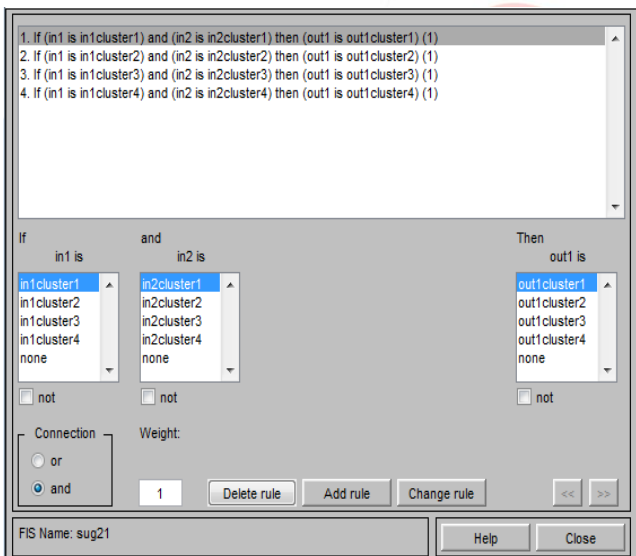 1. If (in1 is in1cluster1) and (in2 is in2cluster1) then (out1 is out1cluster1) (1)
2. If (in1 is in1cluster2) and (in2 is in2cluster2) then (out1 is out1cluster2) (1)
3. If (in1 is in1cluster3) and (in2 is in2cluster3) then (out1 is out1cluster3) (1)
4. If (in1 is in1cluster4) and (in2 is in2cluster4) then (out1 is out1cluster4) (1)
If and Then
in1 is in2 is out1 is
in1cluster1 in2cluster1 out1cluster1
in1cluster2 in2cluster2 out1cluster2
in1cluster3 in2cluster3 out1cluster3
in1cluster4 in2cluster4 out1cluster4
none none none
not not not
Connection Weight:
or
and 1 Delete rule Add rule Change rule << >>
FIS Name: sug21 Help Close